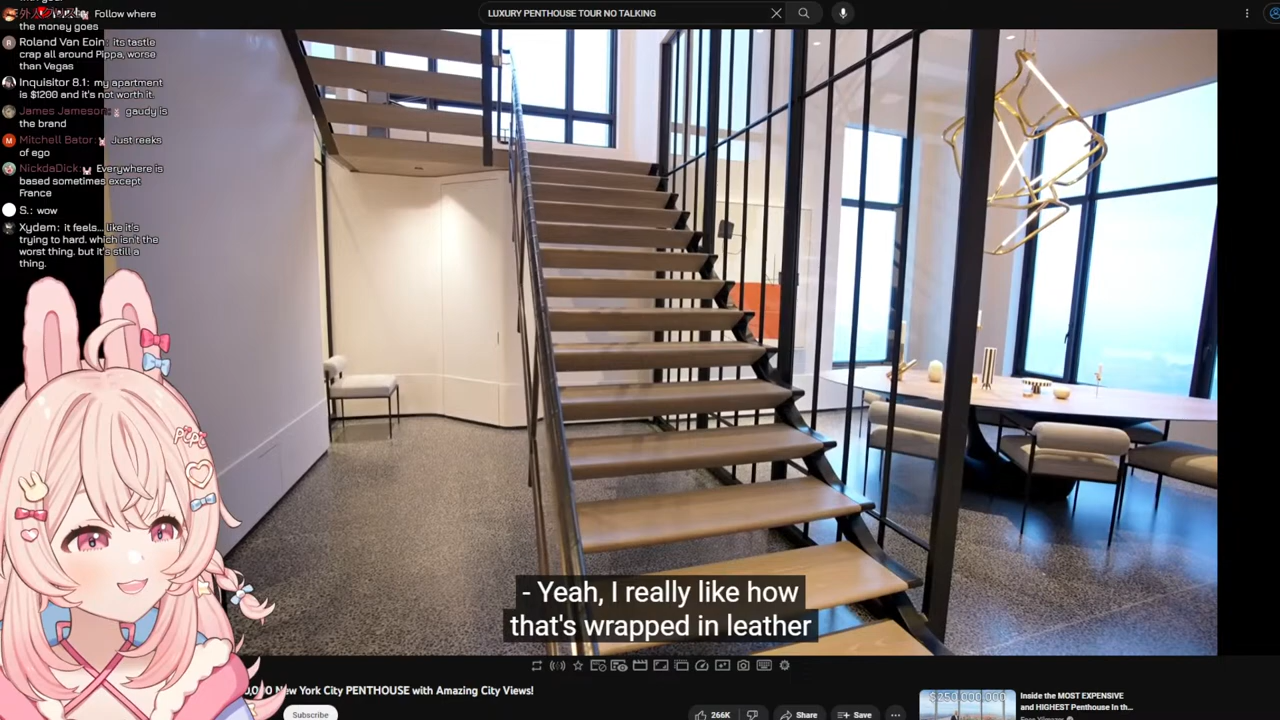 外人 Follow where
the money goes
Roland Van Eoin: its tastle
crap all around Pippa, worse
than Vegas
Inquisitor 8.1: my apartment
is $1200 and it's not worth it.
James Jameson: gaudy is
the brand
Mitchell Bator: Just reeks
of ego
NickdaDick: Everywhere is
based sometimes except
France
S.: wow
Xydem: it feels... like it's
trying to hard. which isn't the
worst thing. but it's still a
thing.
LUXURY PENTHOUSE TOUR NO TALKING
- Yeah, I really like how
that's wrapped in leather
New York City PENTHOUSE with Amazing City Views!
Subscribe
266K
Share
Save
$250,000,000
Inside the MOST EXPENSIVE
and HIGHEST Penthouse In th...